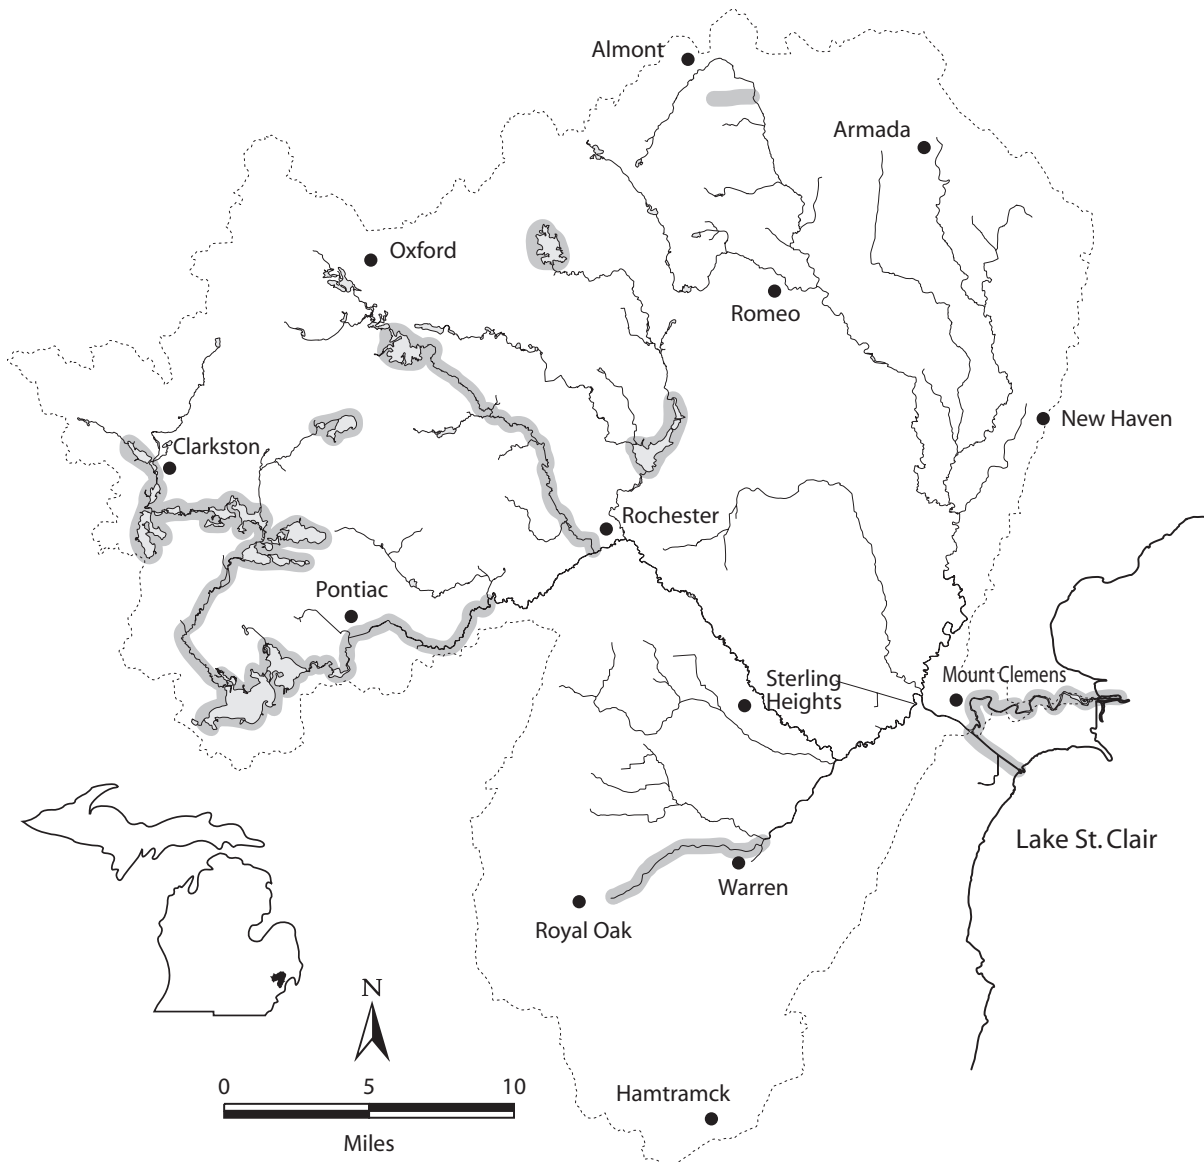 Almont
Armada
Oxford
Romeo
New Haven
Clarkston
Rochester
Pontiac
Sterling
Heights
Mount Clemens
Lake St. Clair
Warren
Royal Oak
N
0 5 10
Miles
Hamtramck